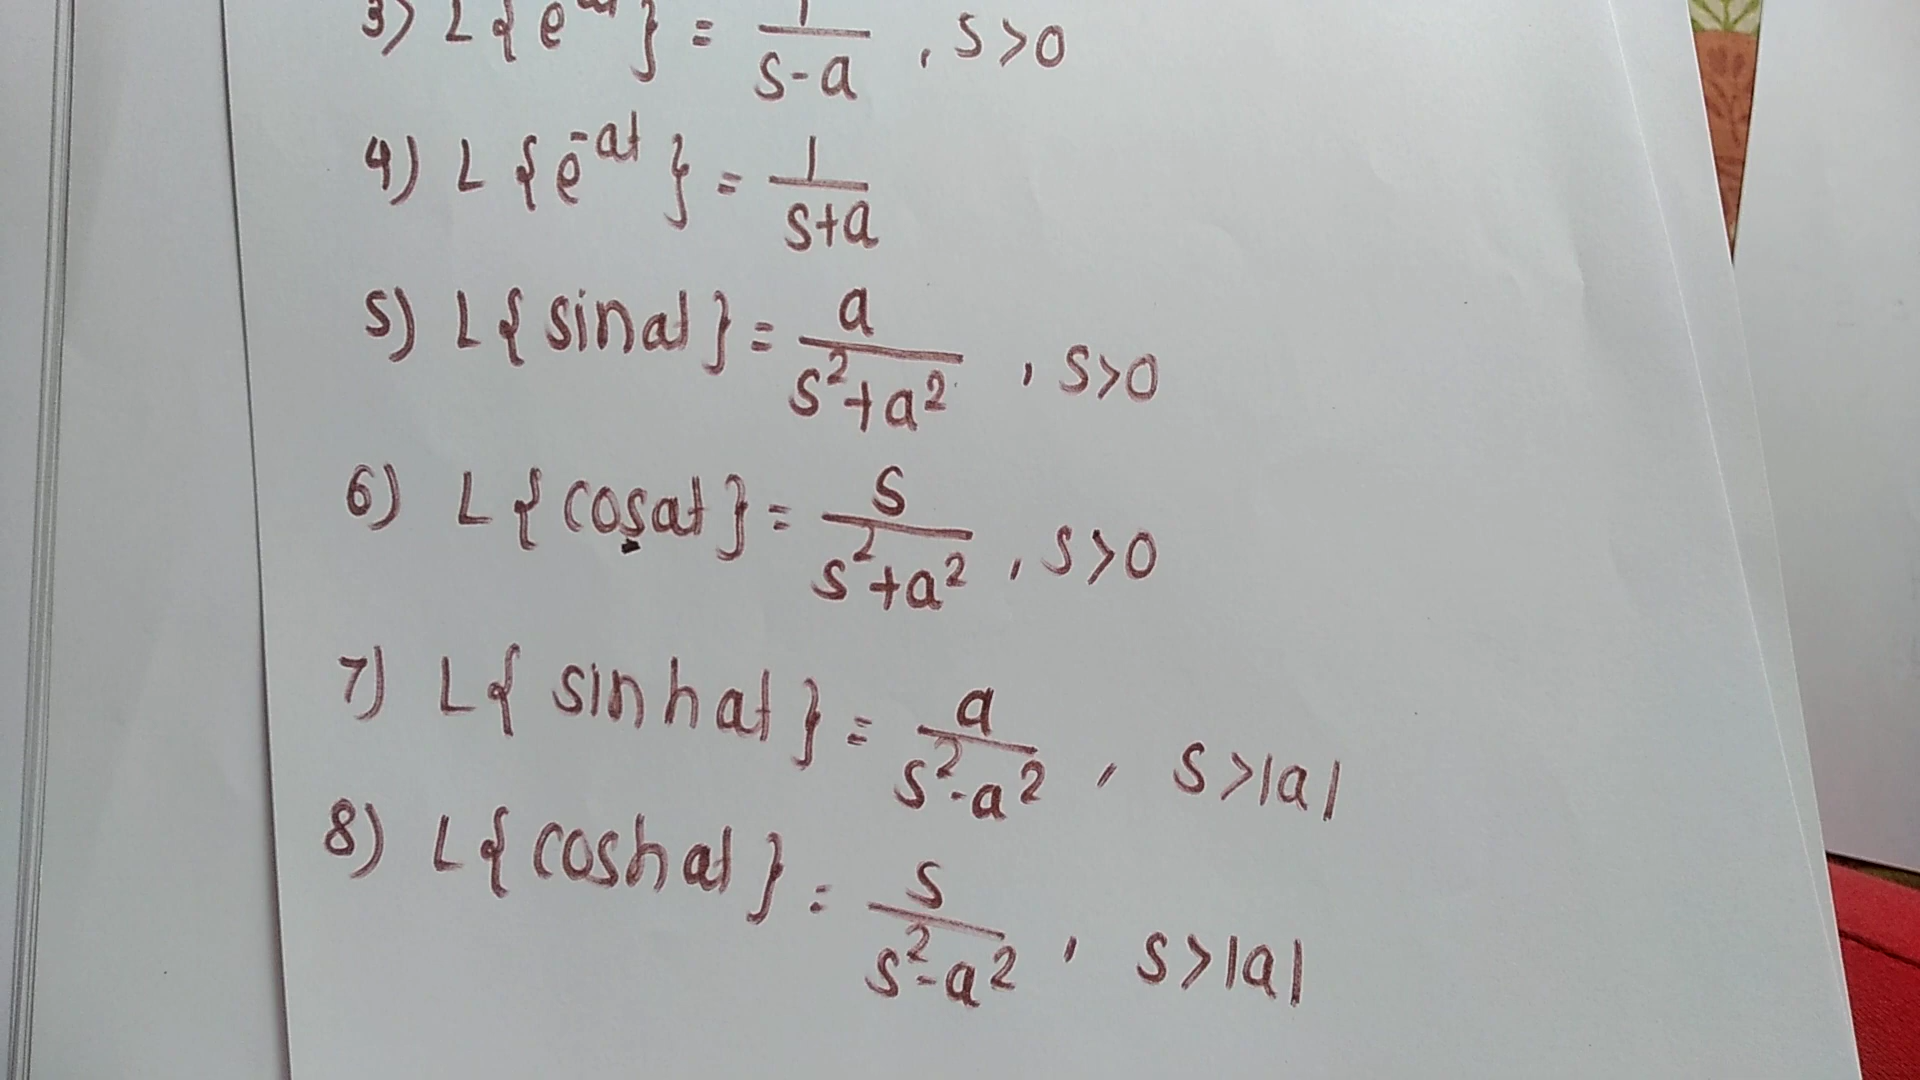 3) L{e^at} = 1/(s-a) , s>0
4) L{e^-at} = 1/(s+a)
5) L{sinat} = a/(s²+a²) , s>0
6) L{cosat} = s/(s²+a²) , s>0
7) L{sinhat} = a/(s²-a²) , s>|a|
8) L{coshat} = s/(s²-a²) , s>|a|